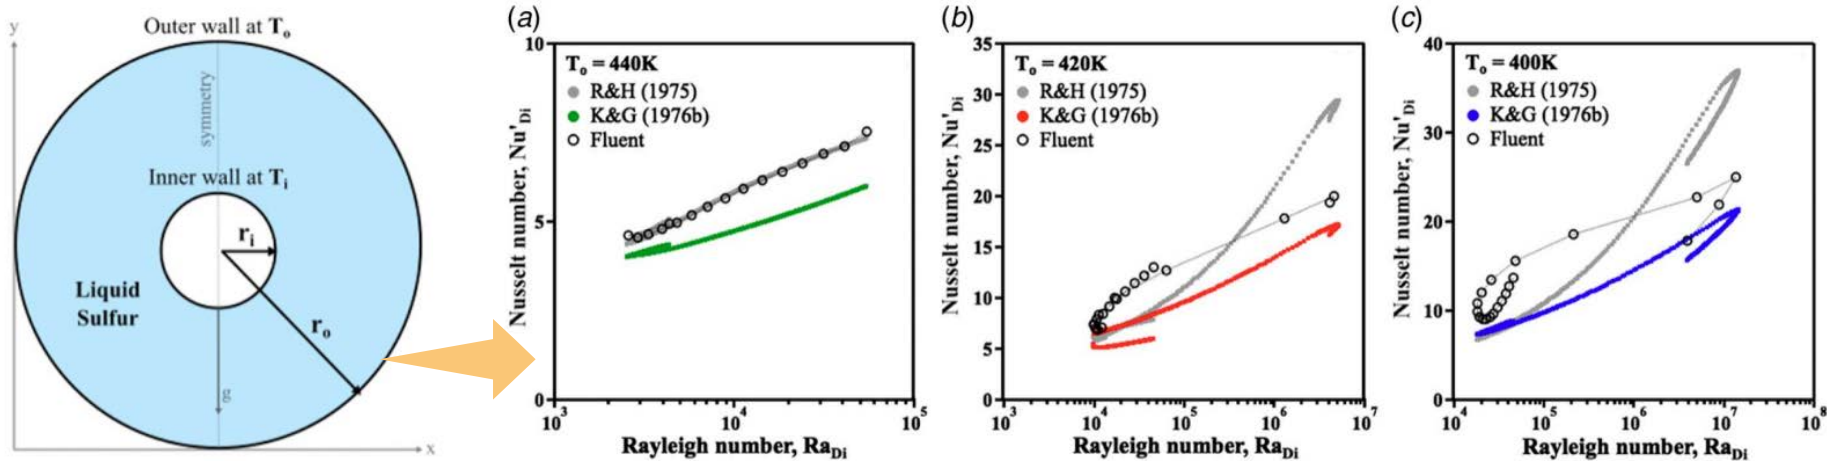 y
Outer wall at Tₒ
symmetry
Inner wall at Tᵢ
rᵢ
Liquid
Sulfur
rₒ
g
x
(a)
Tₒ = 440K
R&H (1975)
K&G (1976b)
Fluent
Nusselt number, Nu'Dᵢ
10
5
0
10³
10⁴
10⁵
Rayleigh number, RaDᵢ
(b)
Tₒ = 420K
R&H (1975)
K&G (1976b)
Fluent
Nusselt number, Nu'Dᵢ
35
30
25
20
15
10
5
0
10³
10⁴
10⁵
10⁶
10⁷
Rayleigh number, RaDᵢ
(c)
Tₒ = 400K
R&H (1975)
K&G (1976b)
Fluent
Nusselt number, Nu'Dᵢ
40
30
20
10
0
10⁴
10⁵
10⁶
10⁷
10⁸
Rayleigh number, RaDᵢ